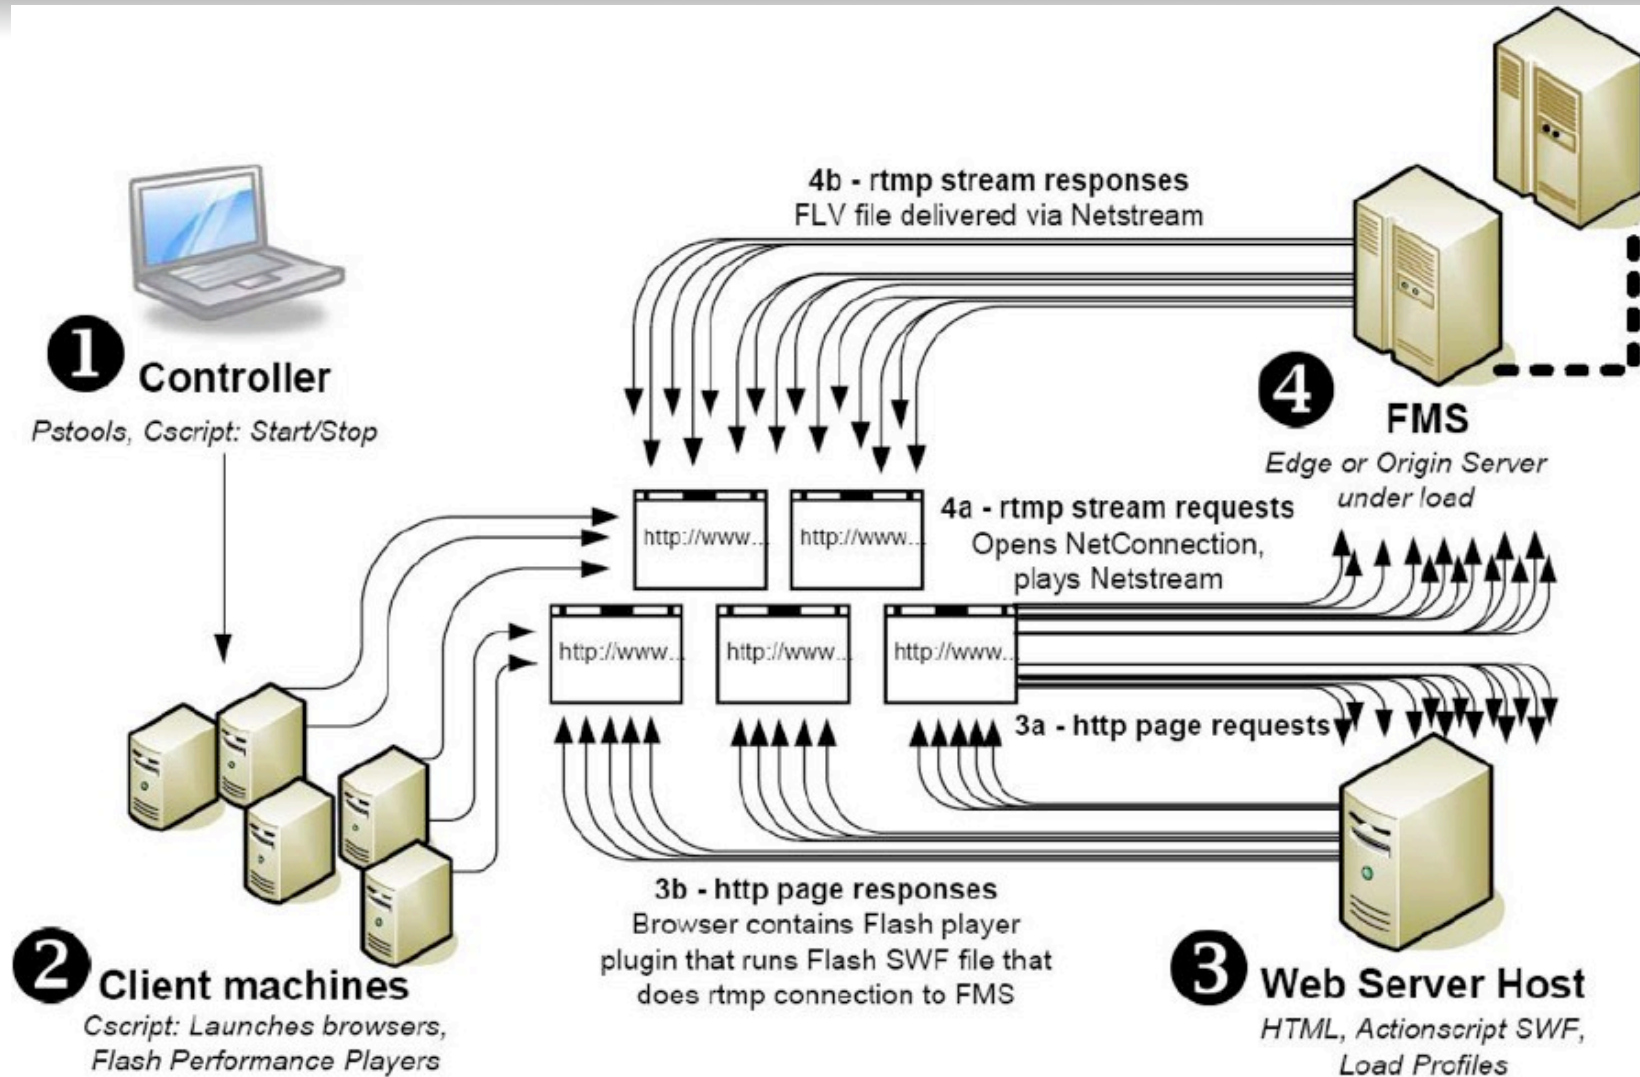 4b - rtmp stream responses
FLV file delivered via Netstream
1
Controller
Pstools, Cscript: Start/Stop
4
FMS
Edge or Origin Server
under load
http://www...
http://www...
4a - rtmp stream requests
Opens NetConnection,
plays Netstream
http://www...
http://www...
http://www...
3a - http page requests
3b - http page responses
Browser contains Flash player
plugin that runs Flash SWF file that
does rtmp connection to FMS
2
Client machines
Cscript: Launches browsers,
Flash Performance Players
3
Web Server Host
HTML, Actionscript SWF,
Load Profiles